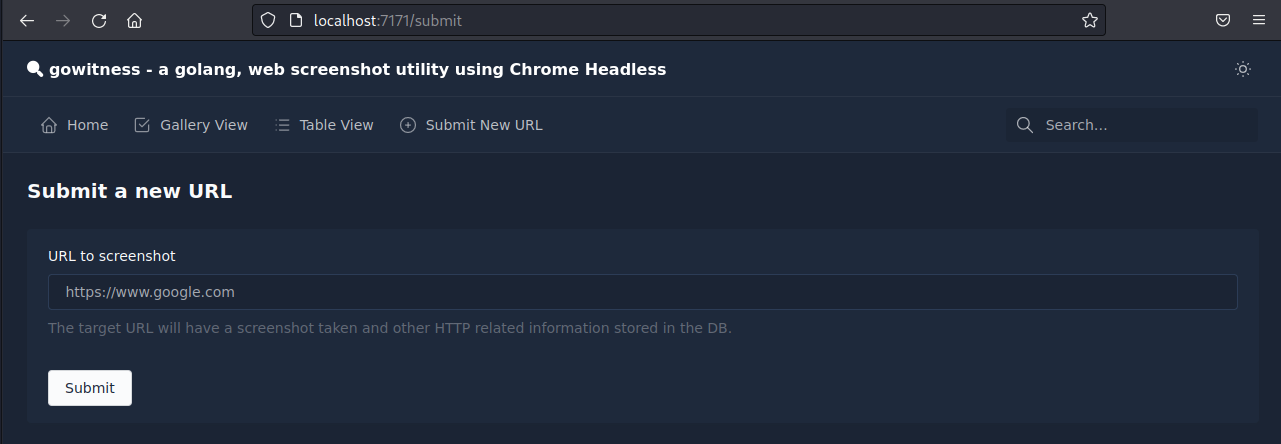 localhost:7171/submit
gowitness - a golang, web screenshot utility using Chrome Headless
Home Gallery View Table View Submit New URL Search...
Submit a new URL
URL to screenshot
https://www.google.com
The target URL will have a screenshot taken and other HTTP related information stored in the DB.
Submit